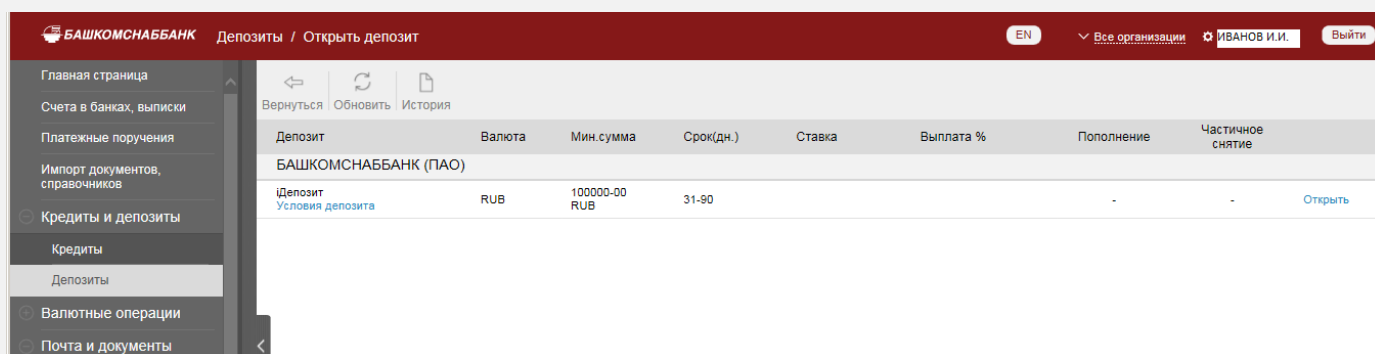 БАШКОМСНАББАНК Депозиты / Открыть депозит EN Все организации ИВАНОВ И.И. Выйти
Главная страница
Счета в банках, выписки
Платежные поручения
Импорт документов,
справочников
Кредиты и депозиты
Кредиты
Депозиты
Валютные операции
Почта и документы
Вернуться Обновить История
Депозит Валюта Мин.сумма Срок(дн.) Ставка Выплата % Пополнение Частичное
снятие
БАШКОМСНАББАНК (ПАО)
iДепозит
Условия депозита RUB 100000-00
RUB 31-90 - - Открыть